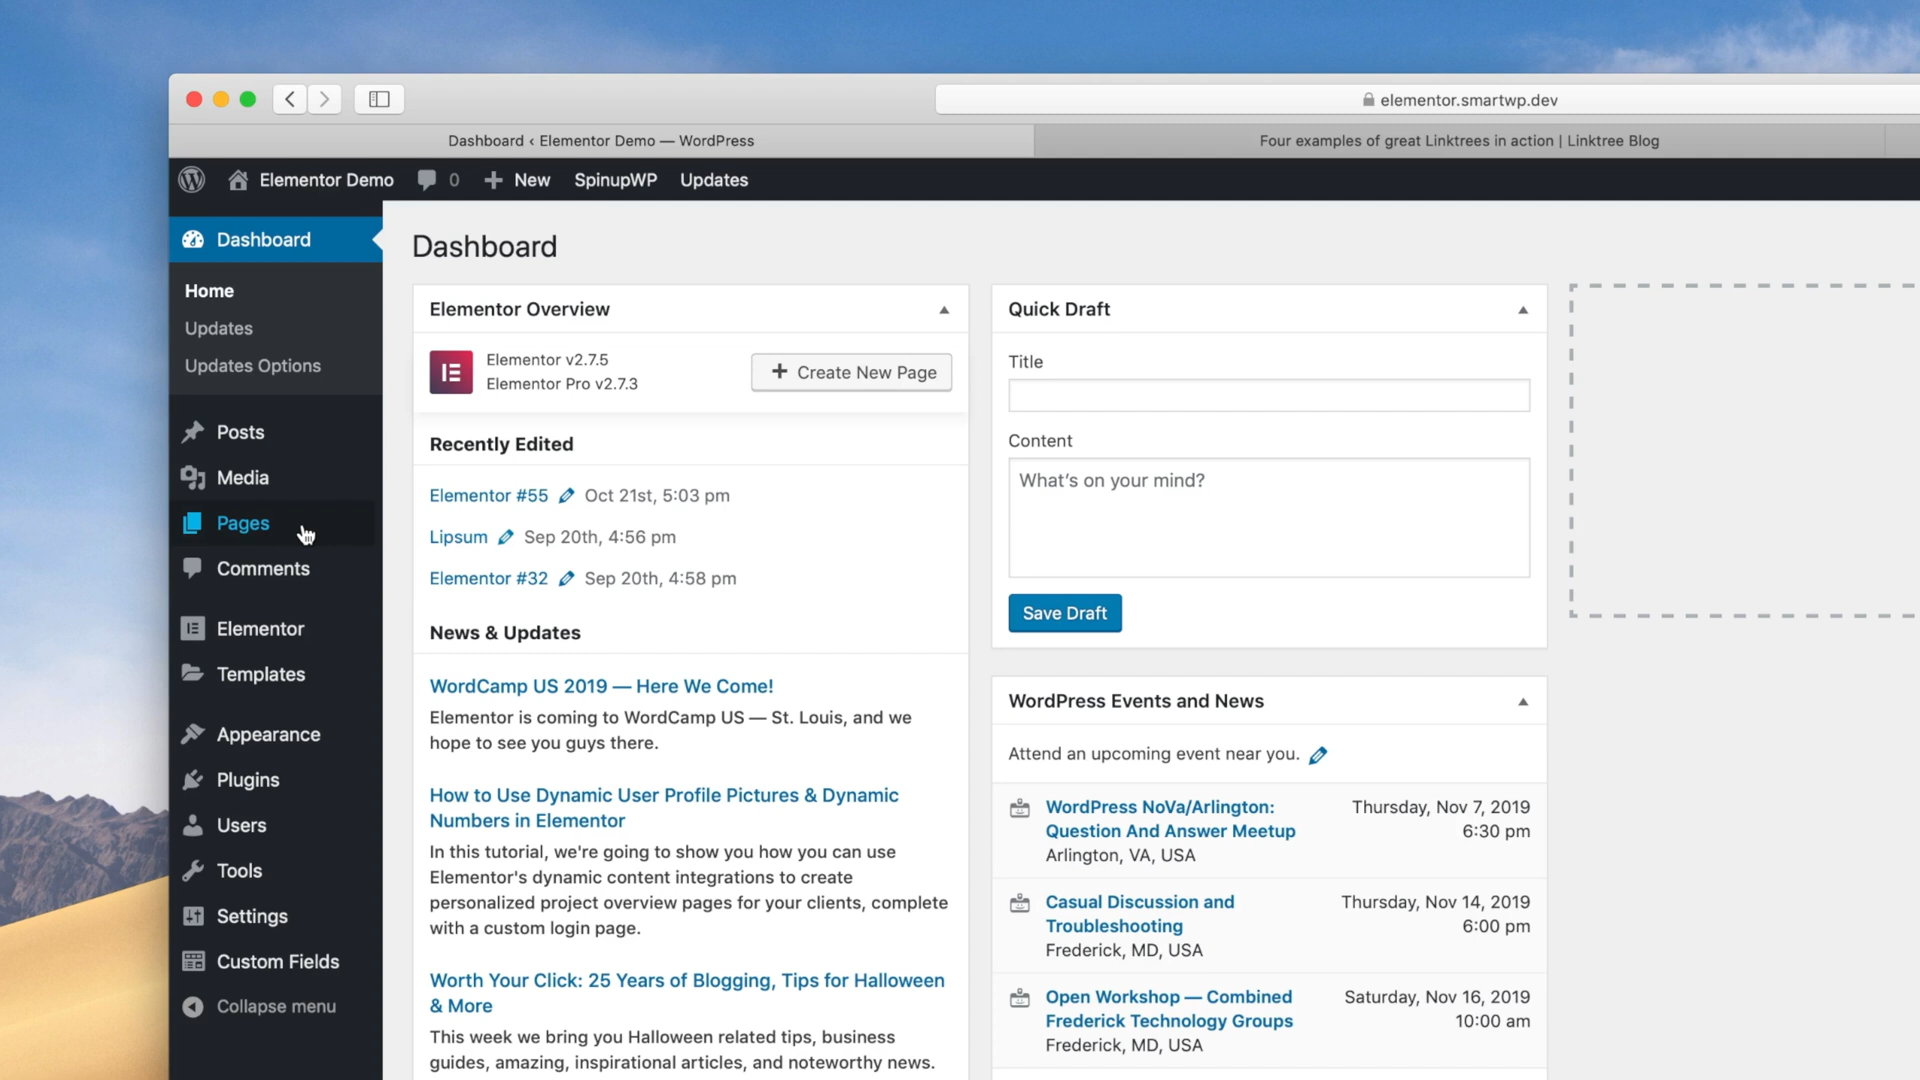 elementor.smartwp.dev
Dashboard ‹ Elementor Demo — WordPress
Four examples of great Linktrees in action | Linktree Blog
Elementor Demo
0
New
SpinupWP
Updates
Dashboard
Home
Updates
Updates Options
Posts
Media
Pages
Comments
Elementor
Templates
Appearance
Plugins
Users
Tools
Settings
Custom Fields
Collapse menu
Dashboard
Elementor Overview
Elementor v2.7.5
Elementor Pro v2.7.3
Create New Page
Recently Edited
Elementor #55 Oct 21st, 5:03 pm
Lipsum Sep 20th, 4:56 pm
Elementor #32 Sep 20th, 4:58 pm
News & Updates
WordCamp US 2019 — Here We Come!
Elementor is coming to WordCamp US — St. Louis, and we
hope to see you guys there.
How to Use Dynamic User Profile Pictures & Dynamic
Numbers in Elementor
In this tutorial, we're going to show you how you can use
Elementor's dynamic content integrations to create
personalized project overview pages for your clients, complete
with a custom login page.
Worth Your Click: 25 Years of Blogging, Tips for Halloween
& More
This week we bring you Halloween related tips, business
guides, amazing, inspirational articles, and noteworthy news.
Quick Draft
Title
Content
What's on your mind?
Save Draft
WordPress Events and News
Attend an upcoming event near you.
WordPress NoVa/Arlington:
Question And Answer Meetup
Arlington, VA, USA
Thursday, Nov 7, 2019
6:30 pm
Casual Discussion and
Troubleshooting
Frederick, MD, USA
Thursday, Nov 14, 2019
6:00 pm
Open Workshop — Combined
Frederick Technology Groups
Frederick, MD, USA
Saturday, Nov 16, 2019
10:00 am